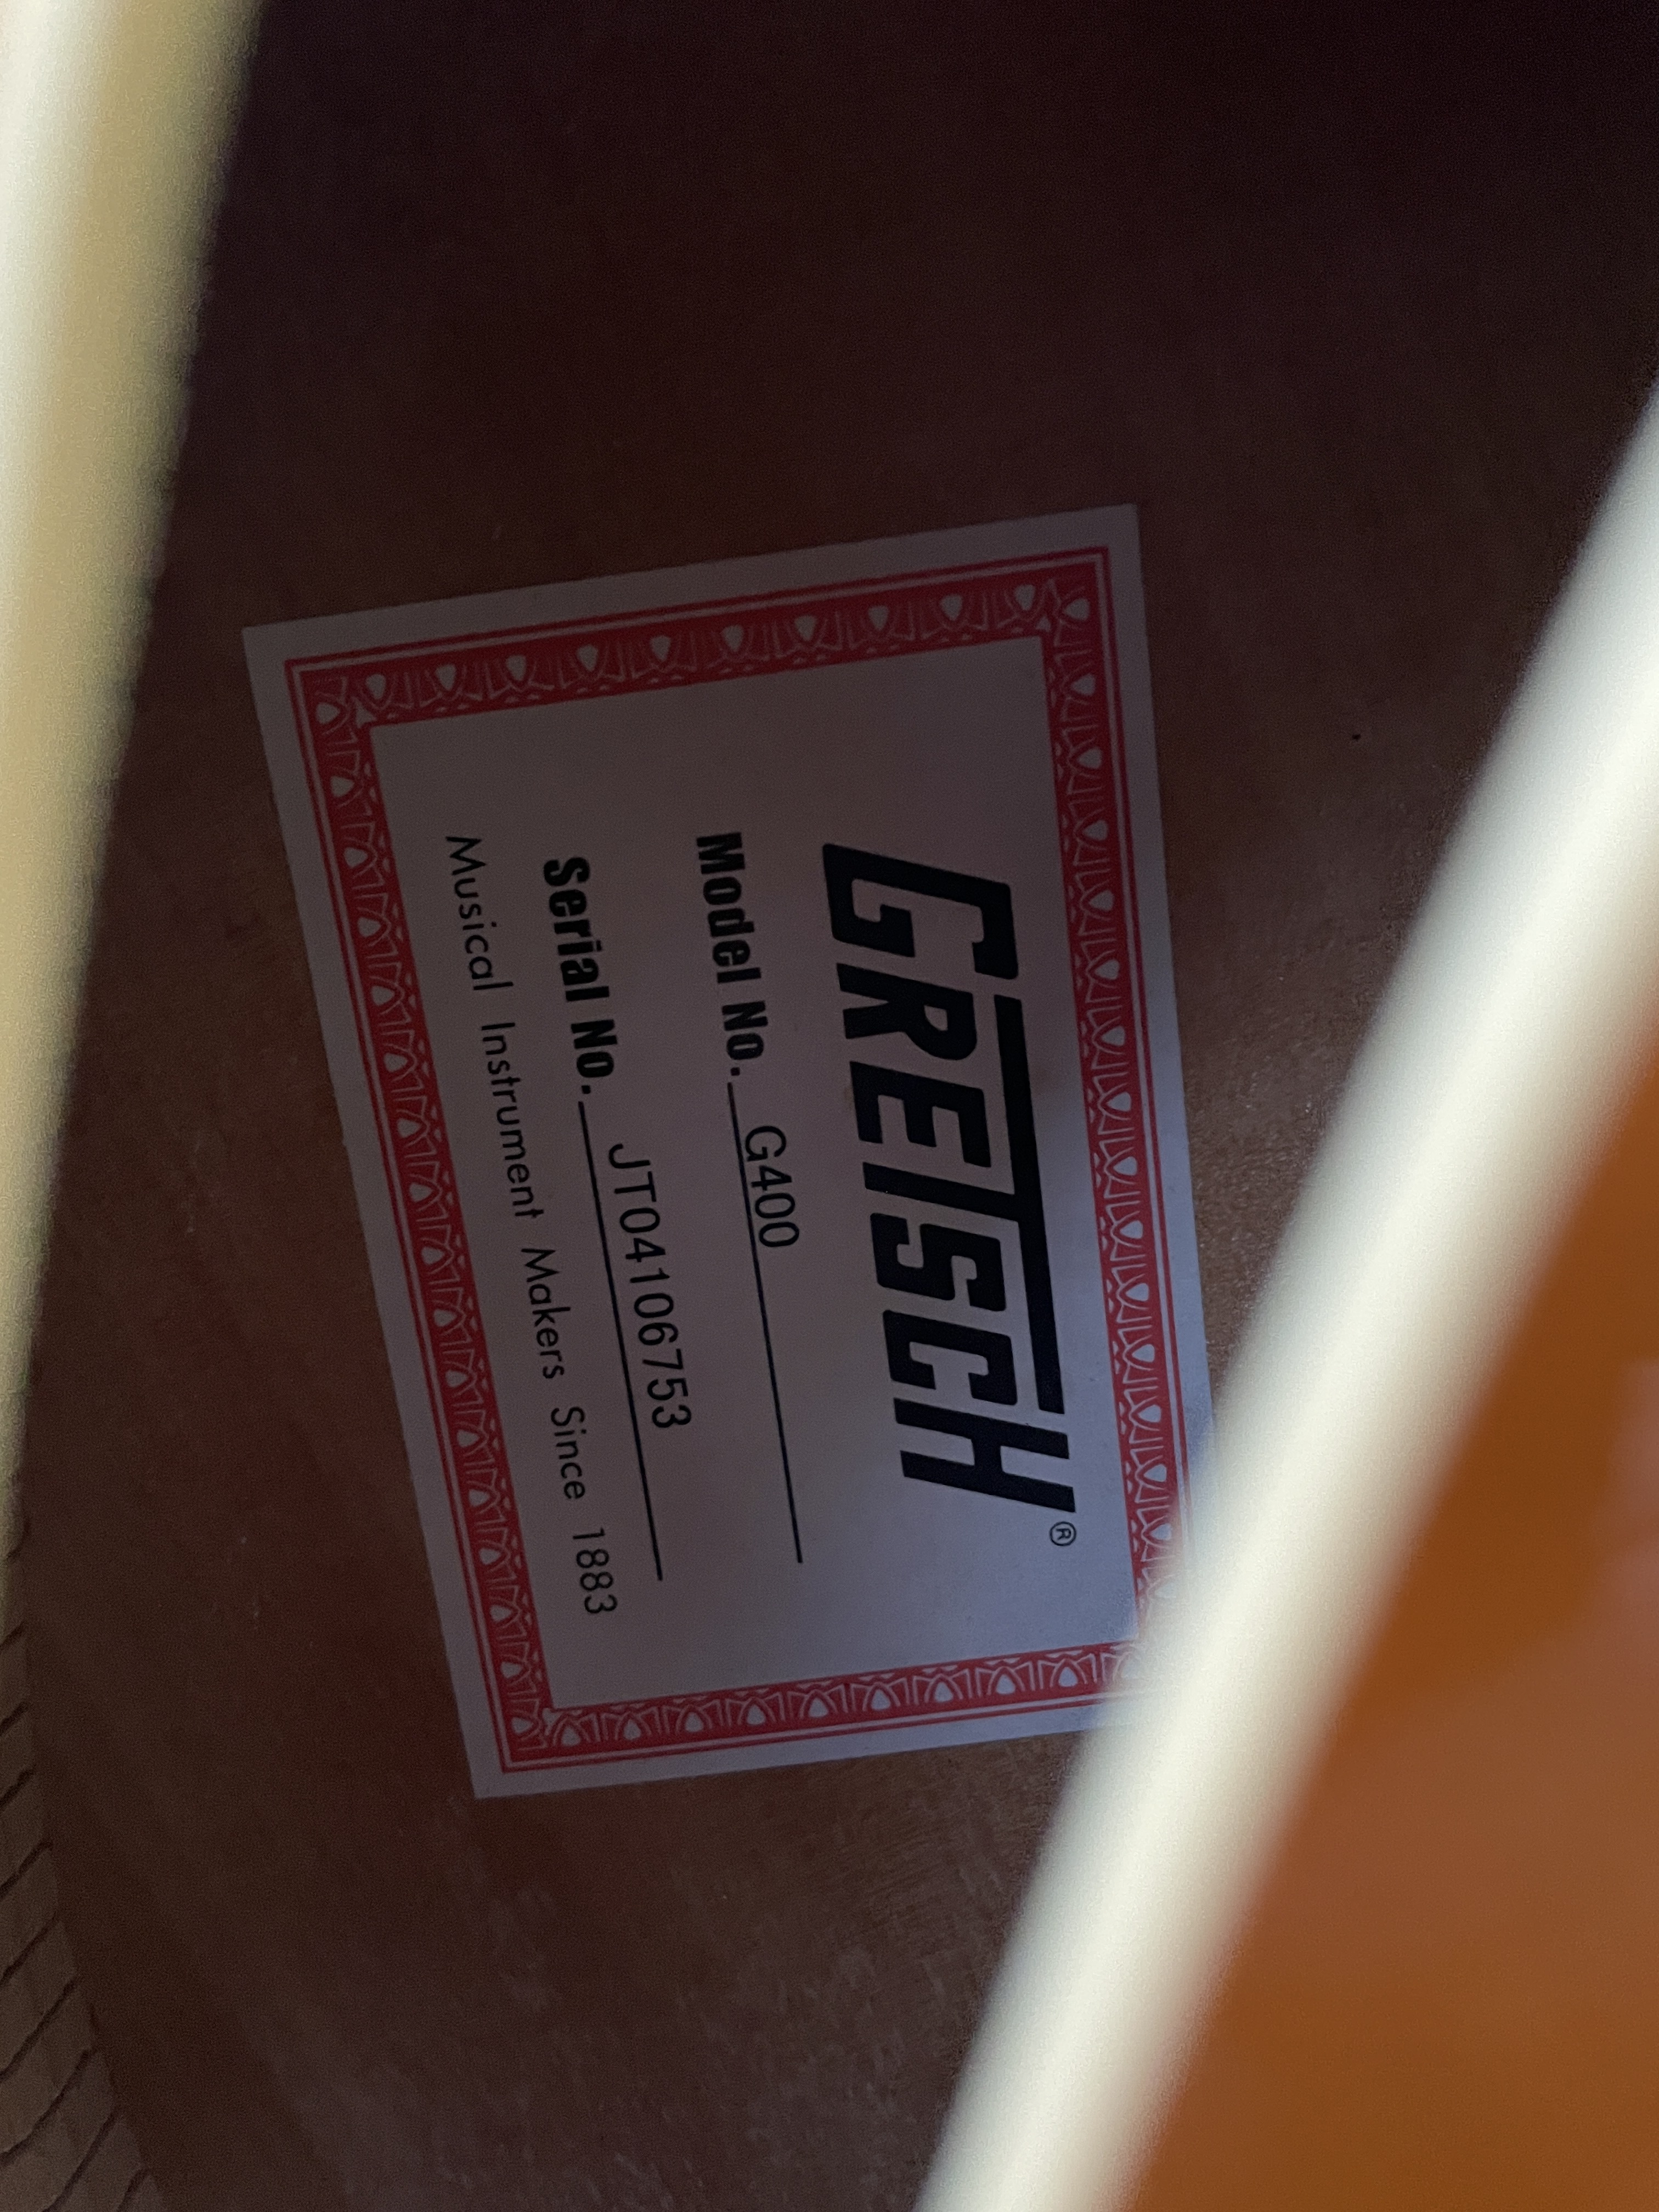 GRETSCH®
Model No. G400
Serial No. JT04106753
Musical Instrument Makers Since 1883